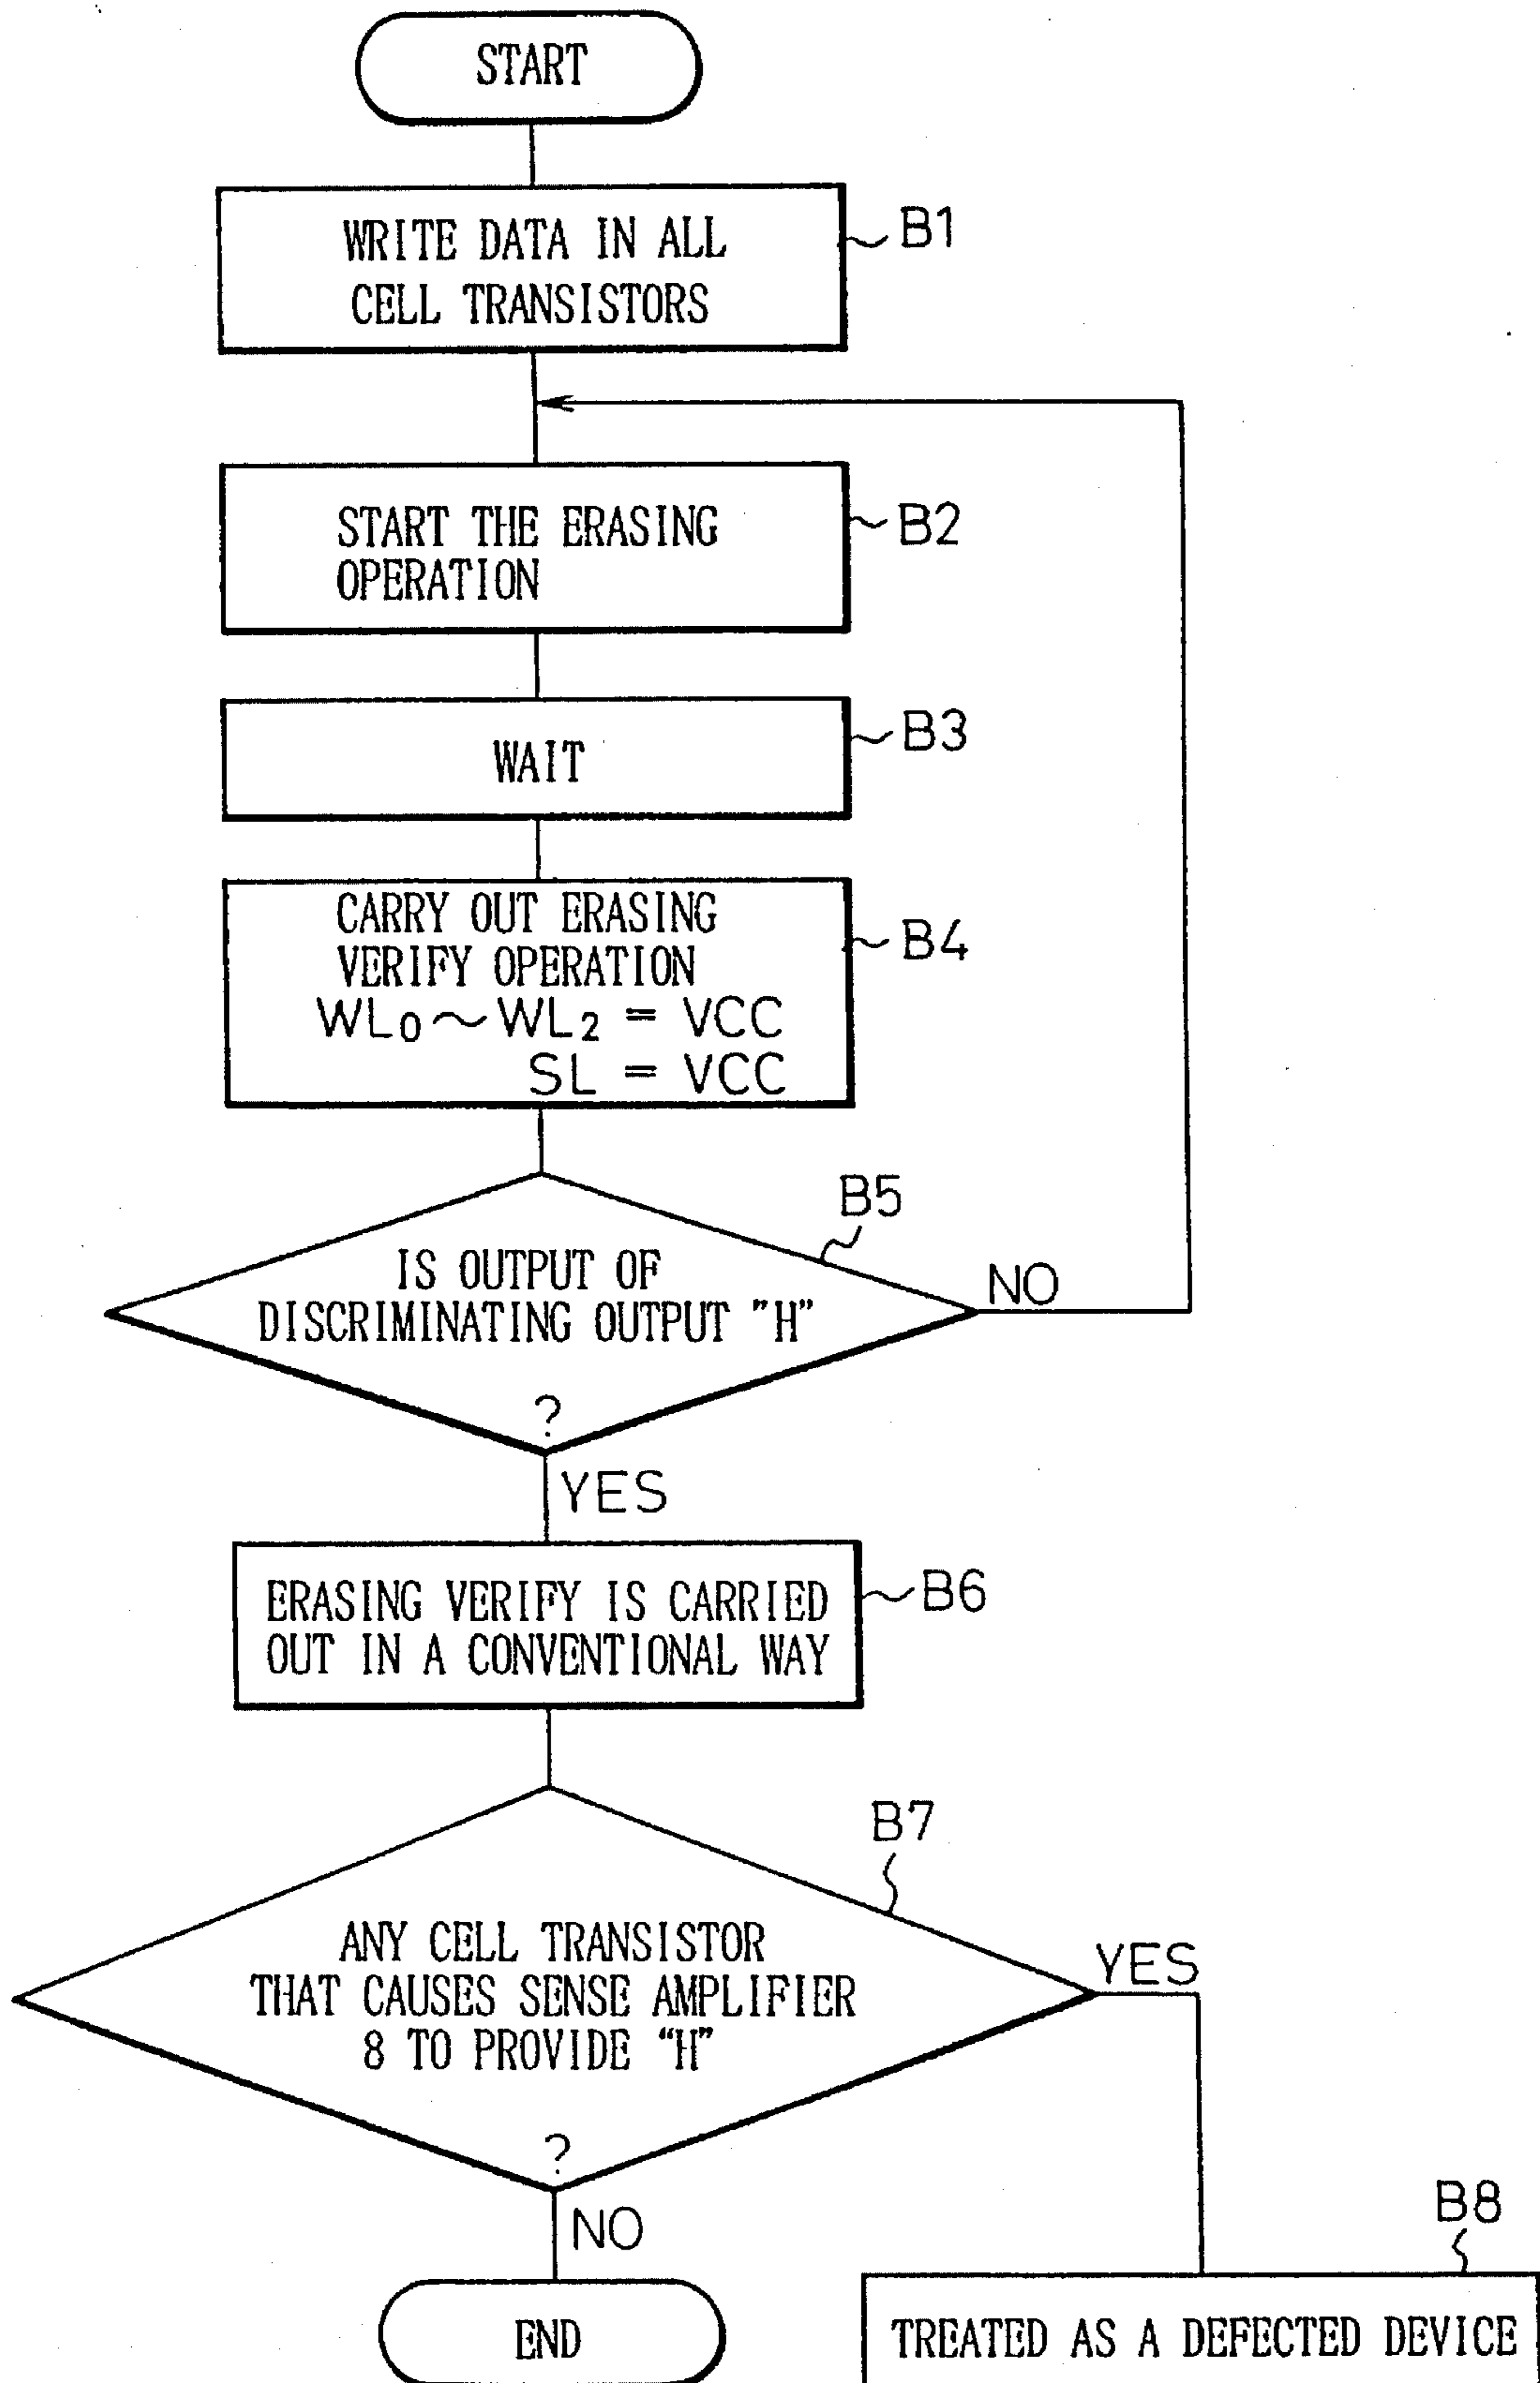 START
WRITE DATA IN ALL
CELL TRANSISTORS
B1
START THE ERASING
OPERATION
B2
WAIT
B3
CARRY OUT ERASING
VERIFY OPERATION
WL0~WL2 = VCC
SL = VCC
B4
B5
IS OUTPUT OF
DISCRIMINATING OUTPUT "H"
?
NO
YES
ERASING VERIFY IS CARRIED
OUT IN A CONVENTIONAL WAY
B6
B7
ANY CELL TRANSISTOR
THAT CAUSES SENSE AMPLIFIER
8 TO PROVIDE "H"
?
YES
NO
B8
END
TREATED AS A DEFECTED DEVICE